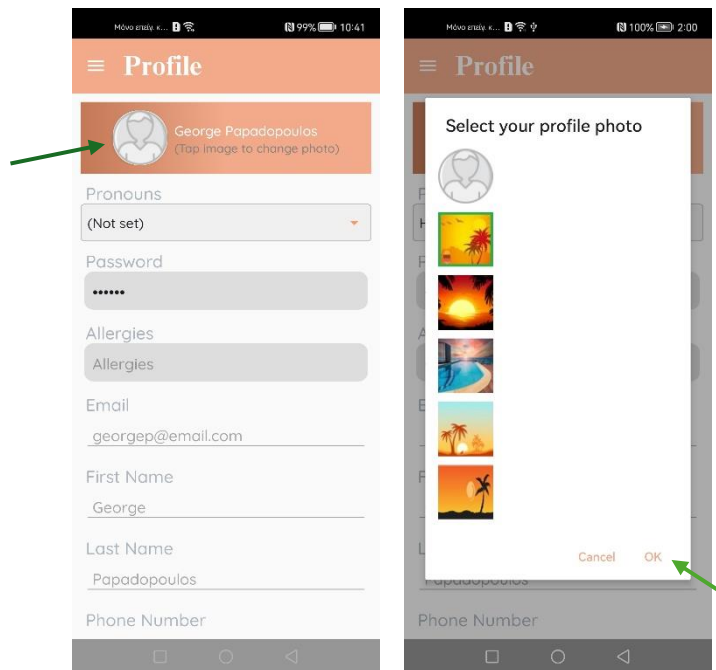 Μόνο επείγ. κ... 99% 10:41
Profile
George Papadopoulos
(Tap image to change photo)
Pronouns
(Not set)
Password
••••••
Allergies
Allergies
Email
georgep@email.com
First Name
George
Last Name
Papadopoulos
Phone Number
Μόνο επείγ. κ... 100% 2:00
Profile
Select your profile photo
Cancel OK
Papadopoulos
Phone Number